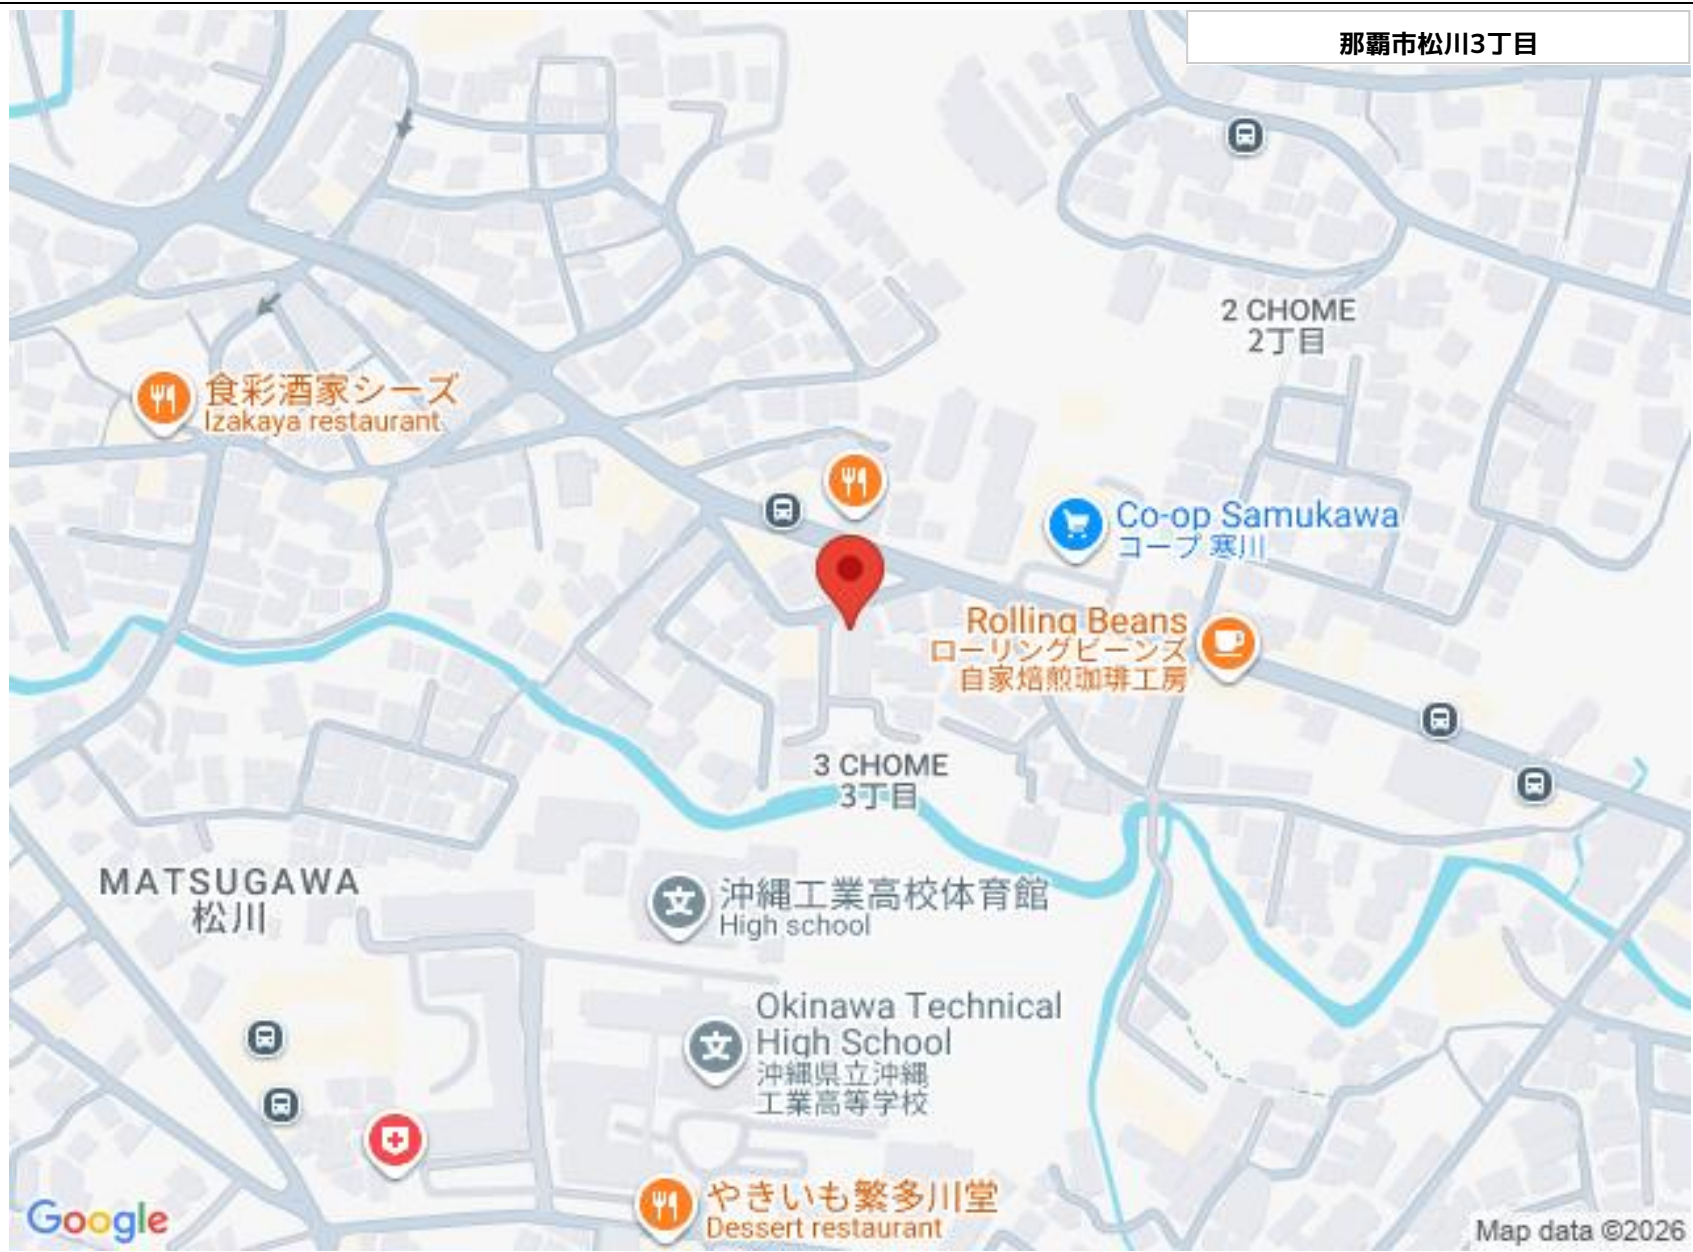 那覇市松川3丁目
2 CHOME
2丁目
食彩酒家シーズ
Izakaya restaurant
Co-op Samukawa
コープ 寒川
Rolling Beans
ローリングビーンズ
自家焙煎珈琲工房
3 CHOME
3丁目
MATSUGAWA
松川
文
沖縄工業高校体育館
High school
文
Okinawa Technical
High School
沖縄県立沖縄
工業高等学校
やきいも繁多川堂
Dessert restaurant
Google
Map data ©2026